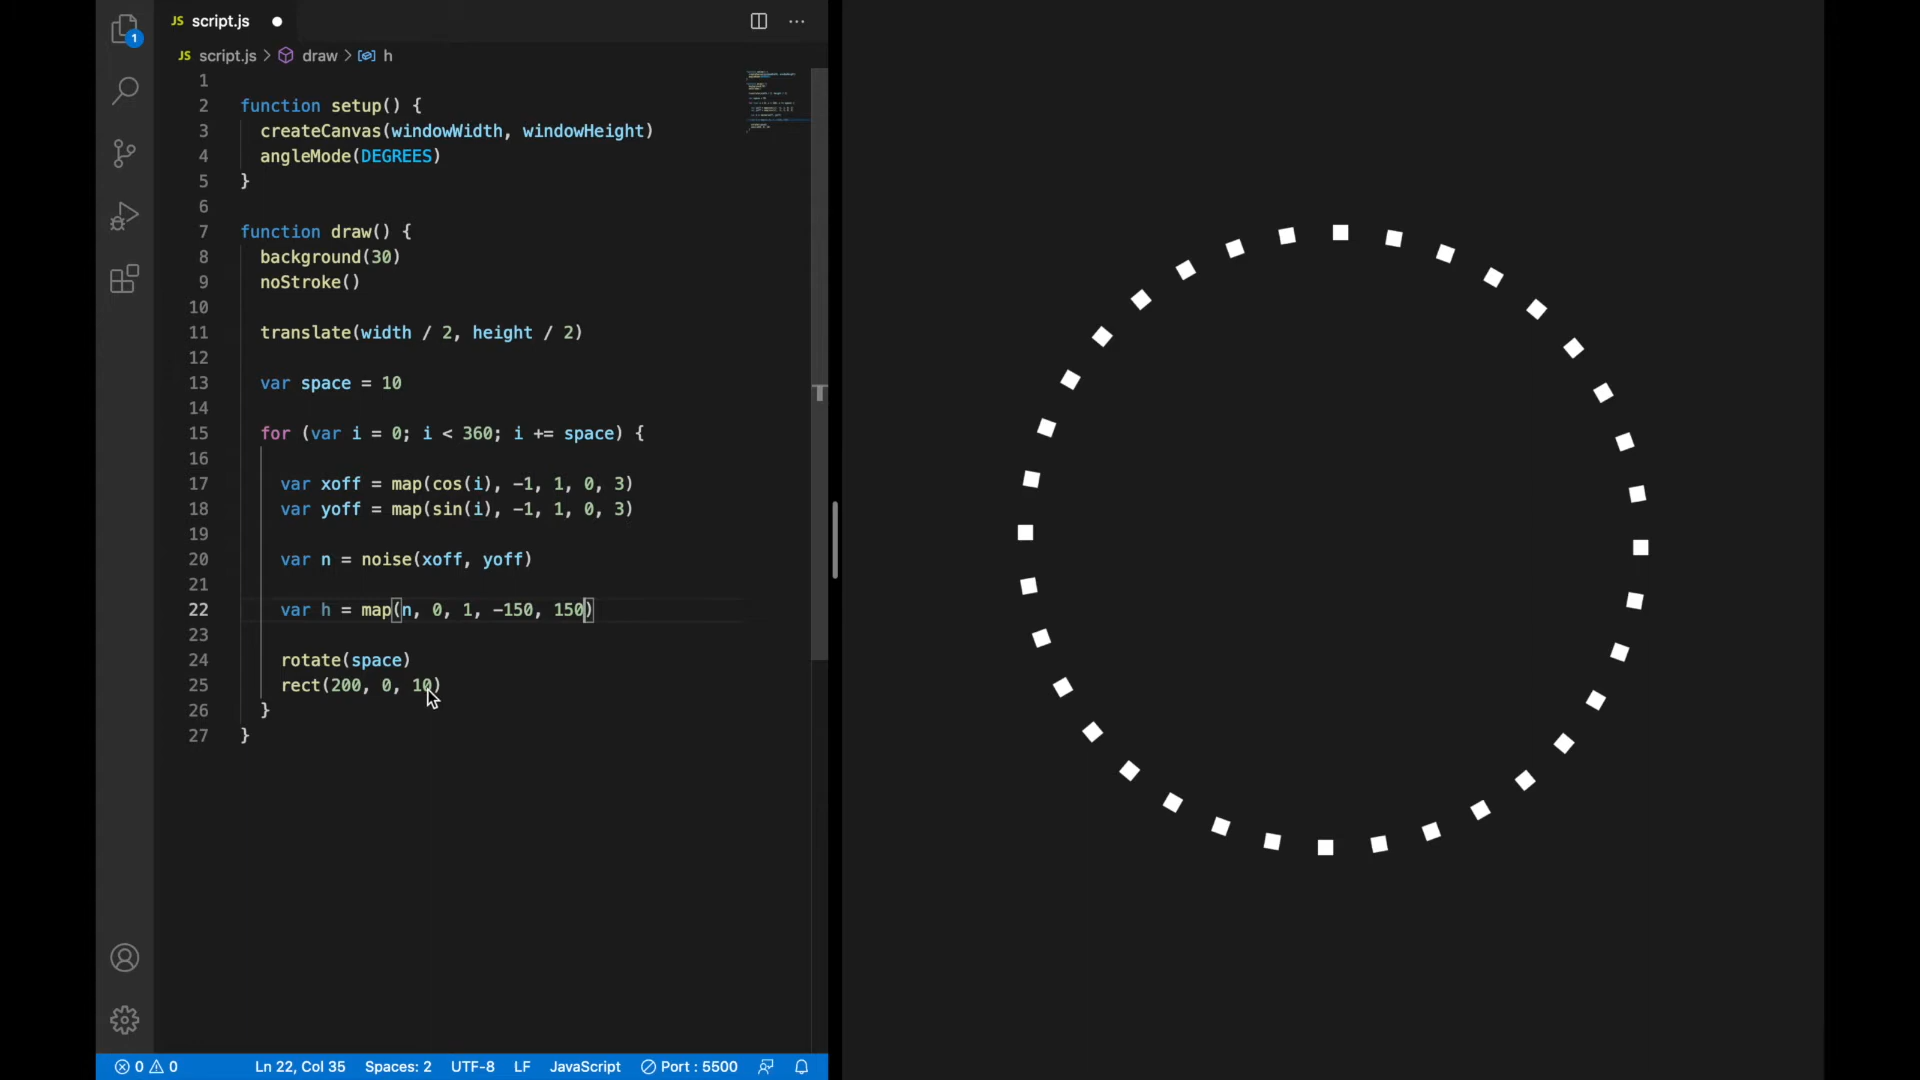 JS script.js
1
JS script.js > draw > h
1
2 function setup() {
3 createCanvas(windowWidth, windowHeight)
4 angleMode(DEGREES)
5 }
6
7 function draw() {
8 background(30)
9 noStroke()
10
11 translate(width / 2, height / 2)
12
13 var space = 10
14
15 for (var i = 0; i < 360; i += space) {
16
17 var xoff = map(cos(i), -1, 1, 0, 3)
18 var yoff = map(sin(i), -1, 1, 0, 3)
19
20 var n = noise(xoff, yoff)
21
22 var h = map(n, 0, 1, -150, 150)
23
24 rotate(space)
25 rect(200, 0, 10)
26 }
27 }
0 0 Ln 22, Col 35 Spaces: 2 UTF-8 LF JavaScript Port : 5500